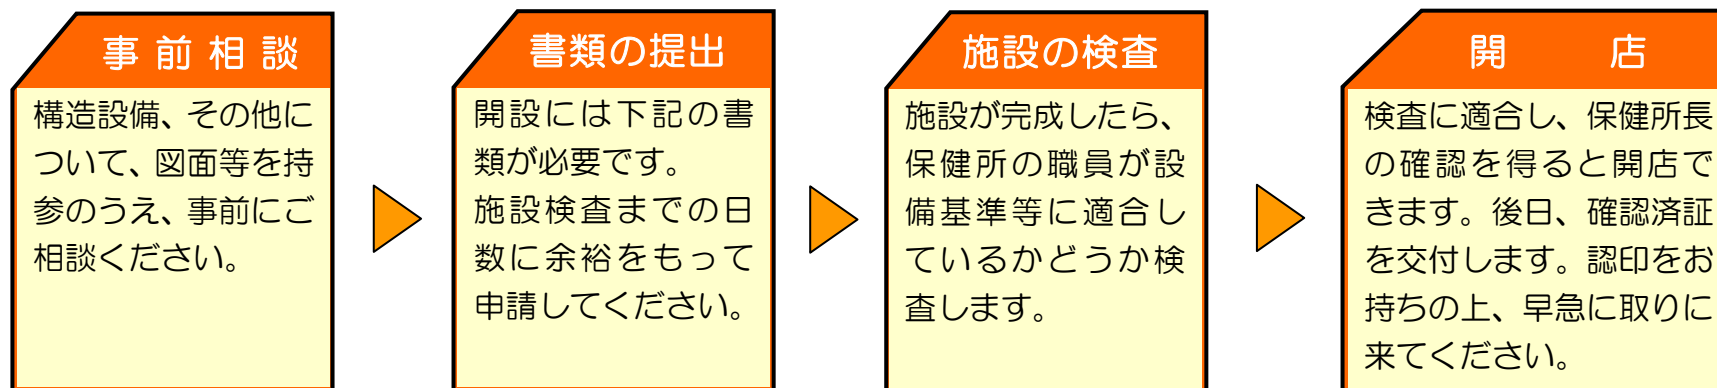 事前相談
構造設備、その他に
ついて、図面等を持
参のうえ、事前にご
相談ください。
書類の提出
開設には下記の書
類が必要です。
施設検査までの日
数に余裕をもって
申請してください。
施設の検査
施設が完成したら、
保健所の職員が設
備基準等に適合し
ているかどうか検
査します。
開　店
検査に適合し、保健所長
の確認を得ると開店で
きます。後日、確認済証
を交付します。認印をお
持ちの上、早急に取りに
来てください。